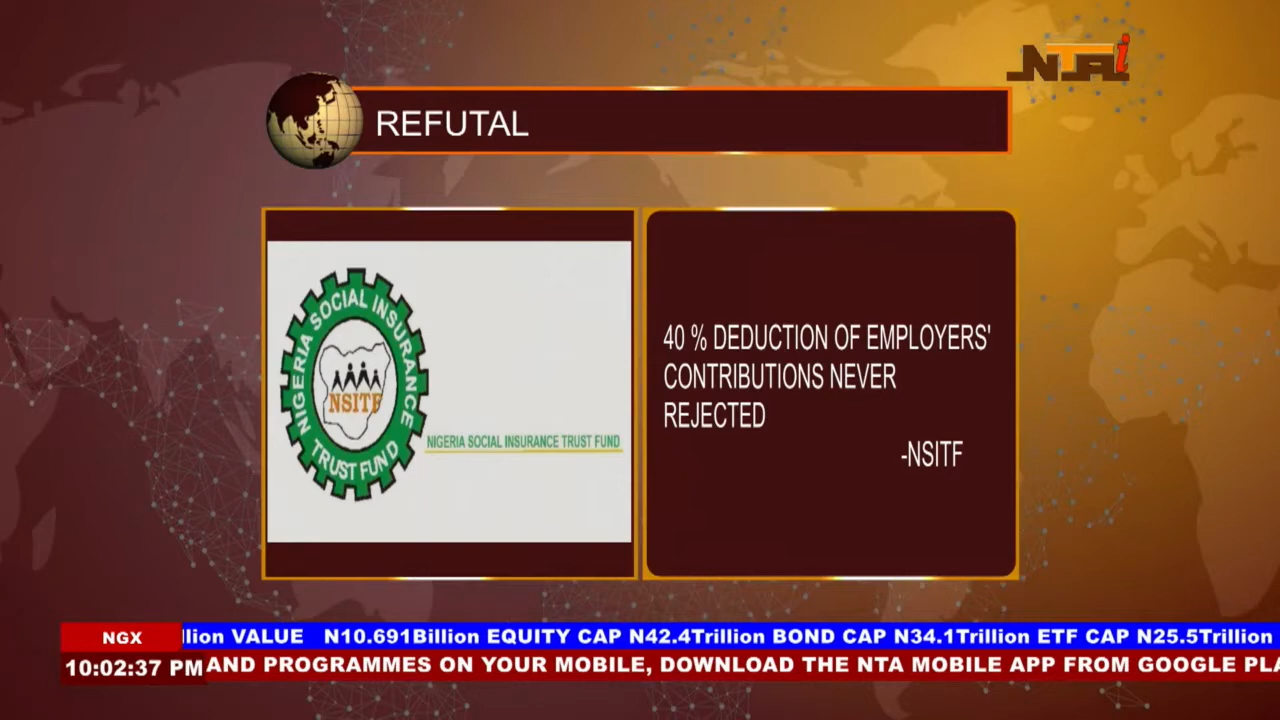 NTAi
REFUTAL
NIGERIA SOCIAL INSURANCE
TRUST FUND
NSITF
NIGERIA SOCIAL INSURANCE TRUST FUND
40 % DEDUCTION OF EMPLOYERS'
CONTRIBUTIONS NEVER
REJECTED
-NSITF
NGX
llion VALUE N10.691Billion EQUITY CAP N42.4Trillion BOND CAP N34.1Trillion ETF CAP N25.5Trillion
10:02:37 PM
AND PROGRAMMES ON YOUR MOBILE, DOWNLOAD THE NTA MOBILE APP FROM GOOGLE PLA